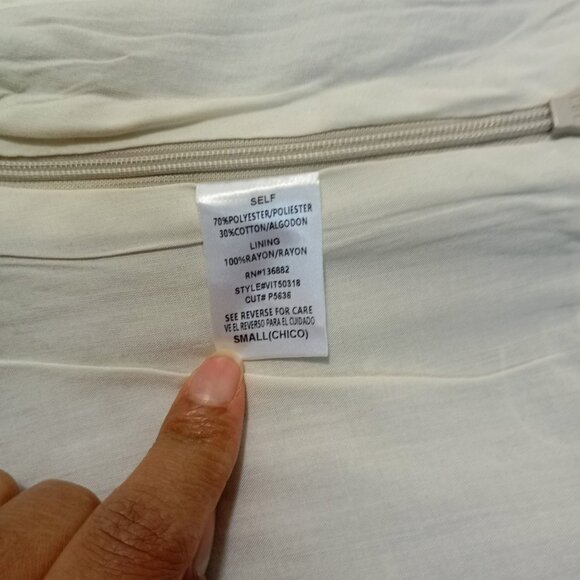 SELF
70%POLYESTER/POLIESTER
30%COTTON/ALGODON
LINING
100%RAYON/RAYON
RN#136882
STYLE#VIT50318
CUT# P5636
SEE REVERSE FOR CARE
VE EL REVERSO PARA EL CUIDADO
SMALL(CHICO)